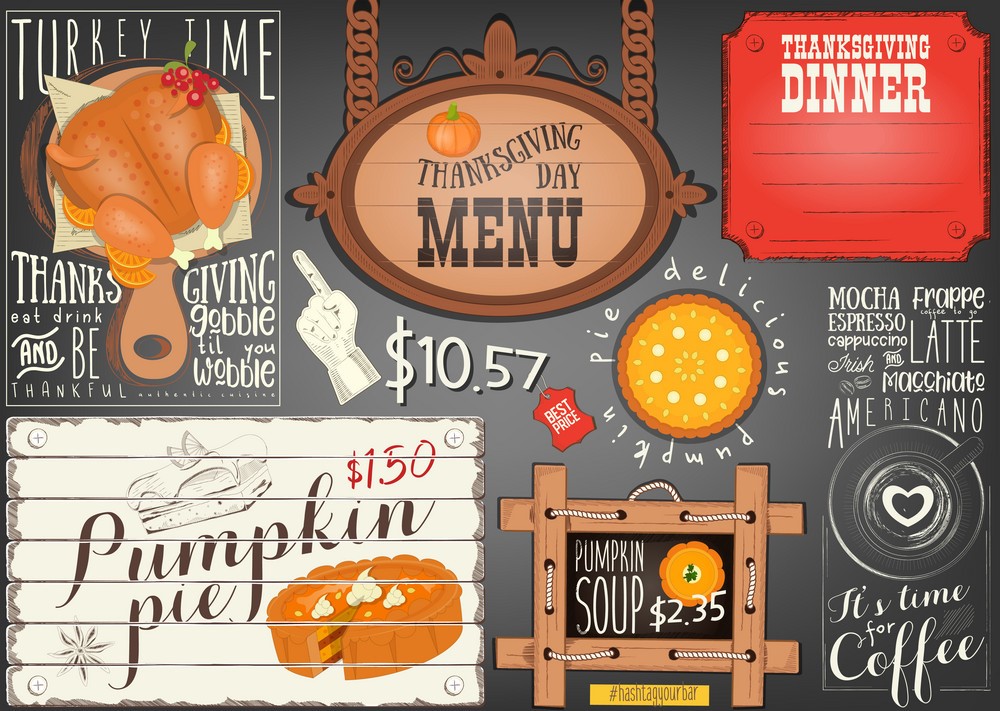 TURKEY TIME
THANKS GIVING
eat drink gobble
AND BE til you
wobble
THANKFUL authentic cuisine
THANKSGIVING
DAY
MENU
THANKSGIVING
DINNER
$10.57
BEST
PRICE
delicious
pumpkin pie
MOCHA Frappe
coffee to go
ESPRESSO
cappuccino LATTE
Irish AND Macchiato
AMERICANO
It's time
for
Coffee
$1.50
Pumpkin
pie
PUMPKIN
SOUP $2.35
#hashtagyourbar